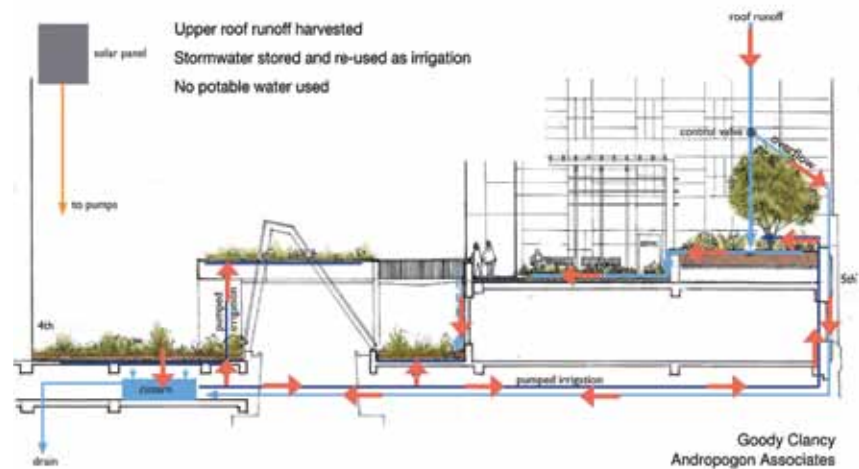 Upper roof runoff harvested
Stormwater stored and re-used as irrigation
No potable water used
solar panel
roof runoff
control valve
overflow
to pumps
pumped irrigation
4th
5th
cistern
pumped irrigation
drain
Goody Clancy
Andropogon Associates